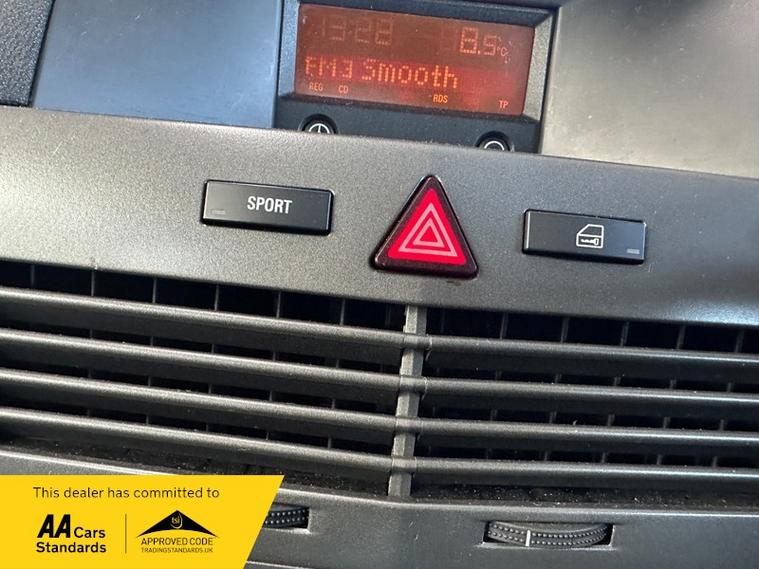 13:28 8.5°C
FM3 Smooth
REG CD RDS TP
SPORT
This dealer has committed to
AA Cars
Standards
tsi
APPROVED CODE
TRADINGSTANDARDS.UK